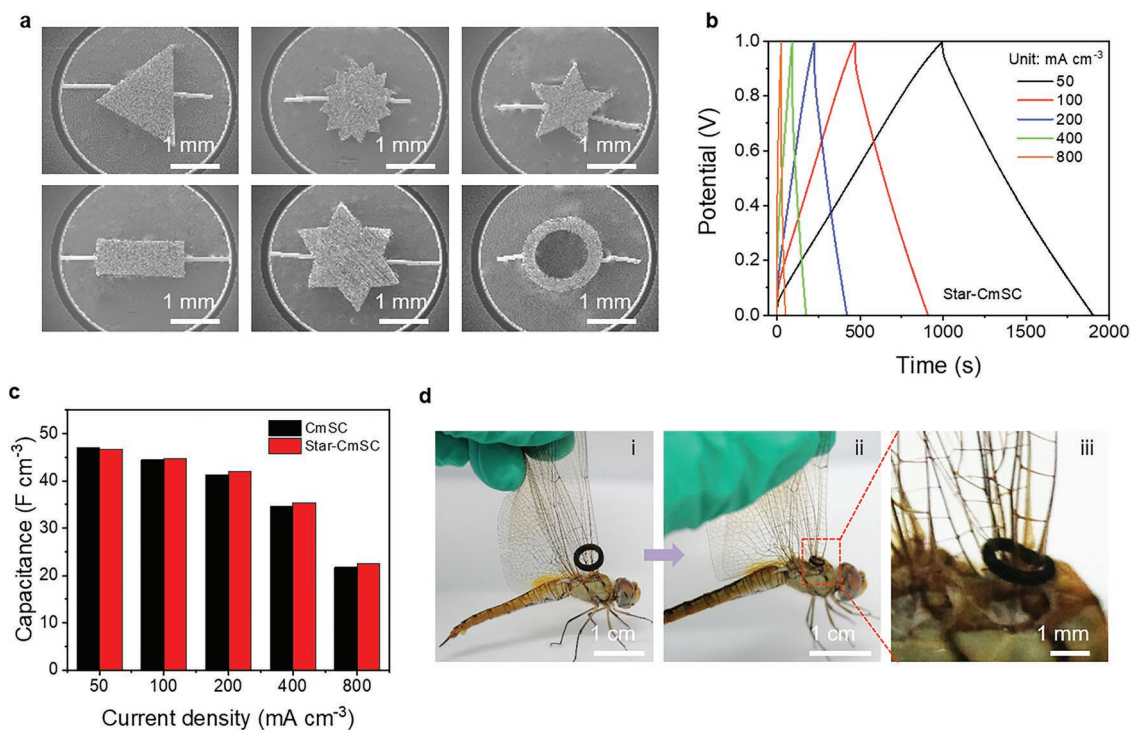 a
1 mm
1 mm
1 mm
1 mm
1 mm
1 mm
b
Potential (V)
1.0
0.8
0.6
0.4
0.2
0.0
Unit: mA cm⁻³
50
100
200
400
800
Star-CmSC
0
500
1000
1500
2000
Time (s)
c
Capacitance (F cm⁻³)
50
40
30
20
10
0
CmSC
Star-CmSC
50
100
200
400
800
Current density (mA cm⁻³)
d
i
1 cm
ii
1 cm
iii
1 mm